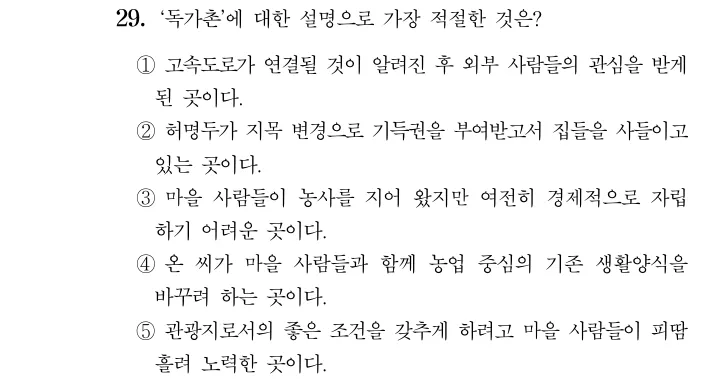 29. ‘독가촌’에 대한 설명으로 가장 적절한 것은?
① 고속도로가 연결될 것이 알려진 후 외부 사람들의 관심을 받게
된 곳이다.
② 허명두가 지목 변경으로 기득권을 부여받고서 집들을 사들이고
있는 곳이다.
③ 마을 사람들이 농사를 지어 왔지만 여전히 경제적으로 자립
하기 어려운 곳이다.
④ 온 씨가 마을 사람들과 함께 농업 중심의 기존 생활양식을
바꾸려 하는 곳이다.
⑤ 관광지로서의 좋은 조건을 갖추게 하려고 마을 사람들이 피땀
흘려 노력한 곳이다.